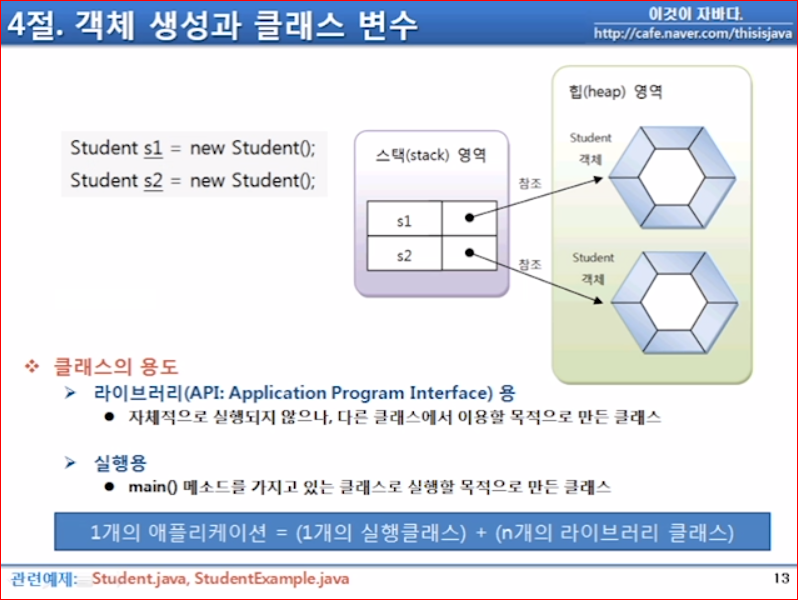 4절. 객체 생성과 클래스 변수
이것이 자바다.
http://cafe.naver.com/thisisjava
Student s1 = new Student();
Student s2 = new Student();
스택(stack) 영역
s1
s2
참조
참조
힙(heap) 영역
Student
객체
Student
객체
❖ 클래스의 용도
➢ 라이브러리(API: Application Program Interface) 용
● 자체적으로 실행되지 않으나, 다른 클래스에서 이용할 목적으로 만든 클래스
➢ 실행용
● main() 메소드를 가지고 있는 클래스로 실행할 목적으로 만든 클래스
1개의 애플리케이션 = (1개의 실행클래스) + (n개의 라이브러리 클래스)
관련예제: Student.java, StudentExample.java
13